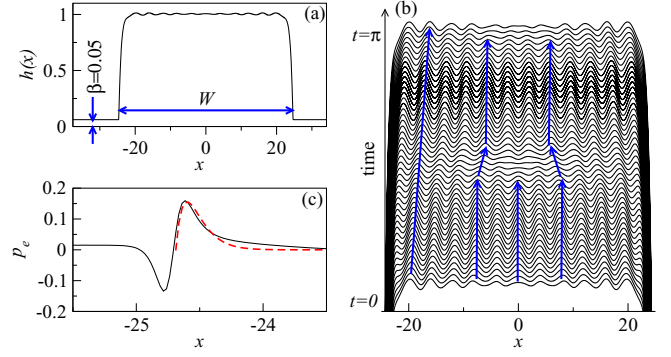 (a)
1
0.5
0
h(x)
β=0.05
W
-20
0
20
x
(c)
0.2
0.1
0
-0.1
-0.2
p_e
-25
-24
x
(b)
t=π
time
t=0
-20
0
20
x